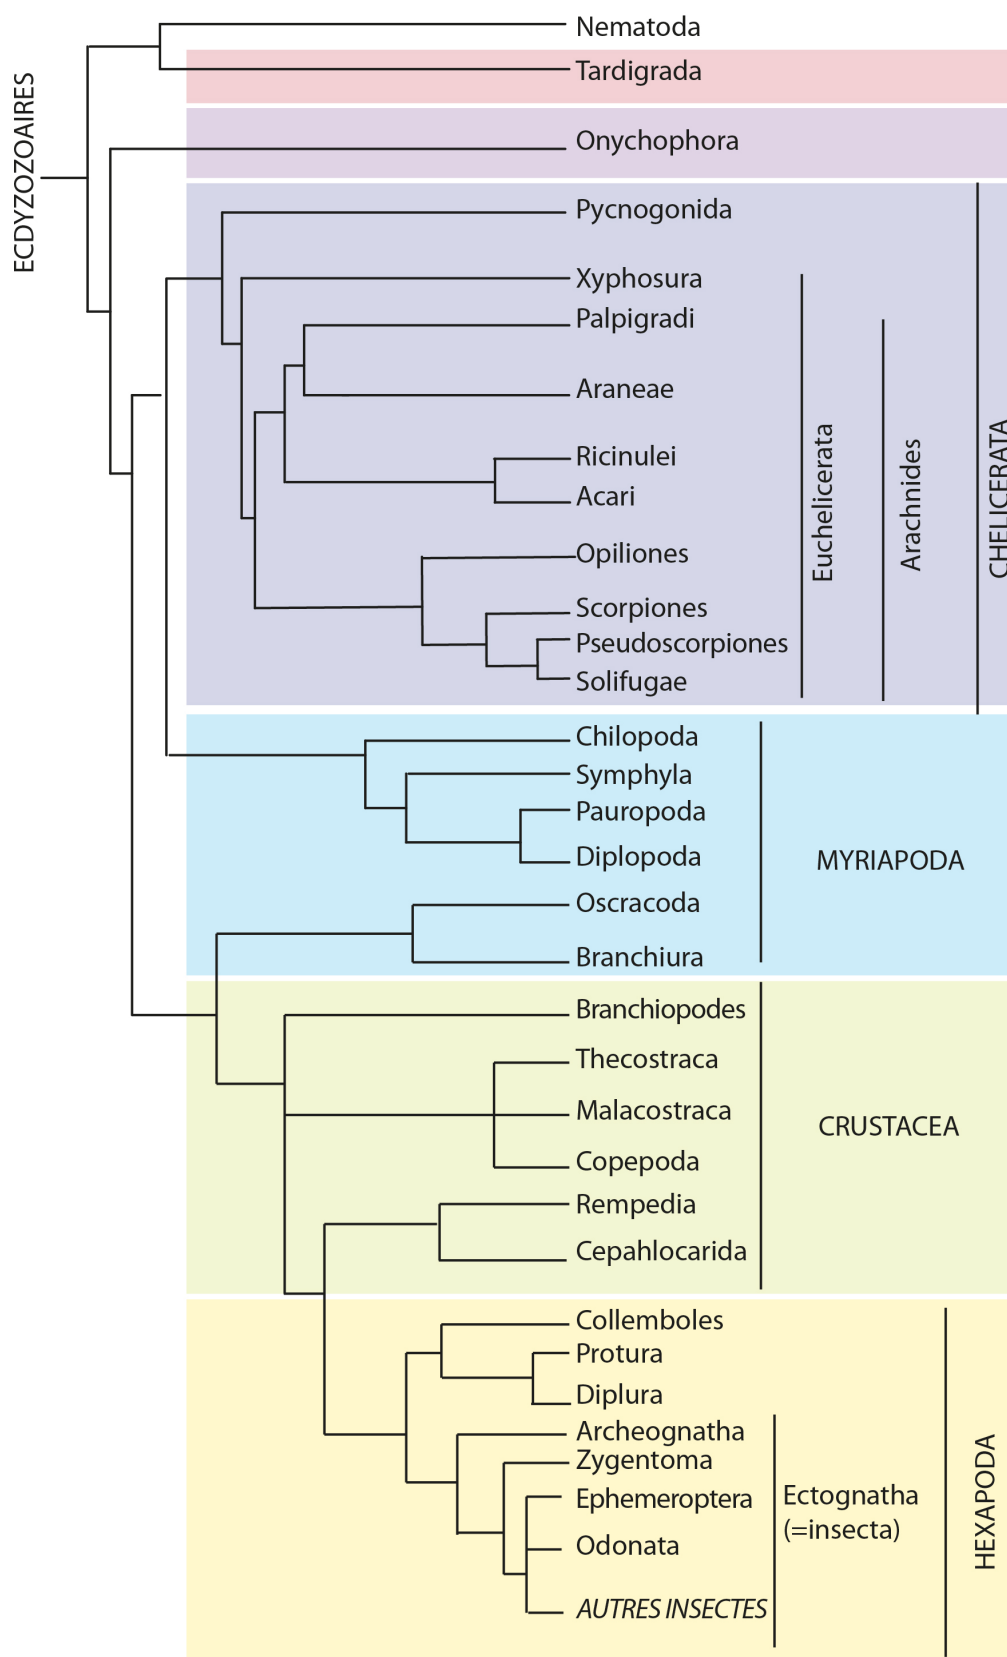 ECDYZOZOAIRES
Nematoda
Tardigrada
Onychophora
Pycnogonida
Xyphosura
Palpigradi
Araneae
Ricinulei
Acari
Opiliones
Scorpiones
Pseudoscorpiones
Solifugae
Euchelicerata
Arachnides
CHELICERATA
Chilopoda
Symphyla
Pauropoda
Diplopoda
Oscracoda
Branchiura
MYRIAPODA
Branchiopodes
Thecostraca
Malacostraca
Copepoda
Rempedia
Cepahlocarida
CRUSTACEA
Collemboles
Protura
Diplura
Archeognatha
Zygentoma
Ephemeroptera
Odonata
AUTRES INSECTES
Ectognatha
(=insecta)
HEXAPODA